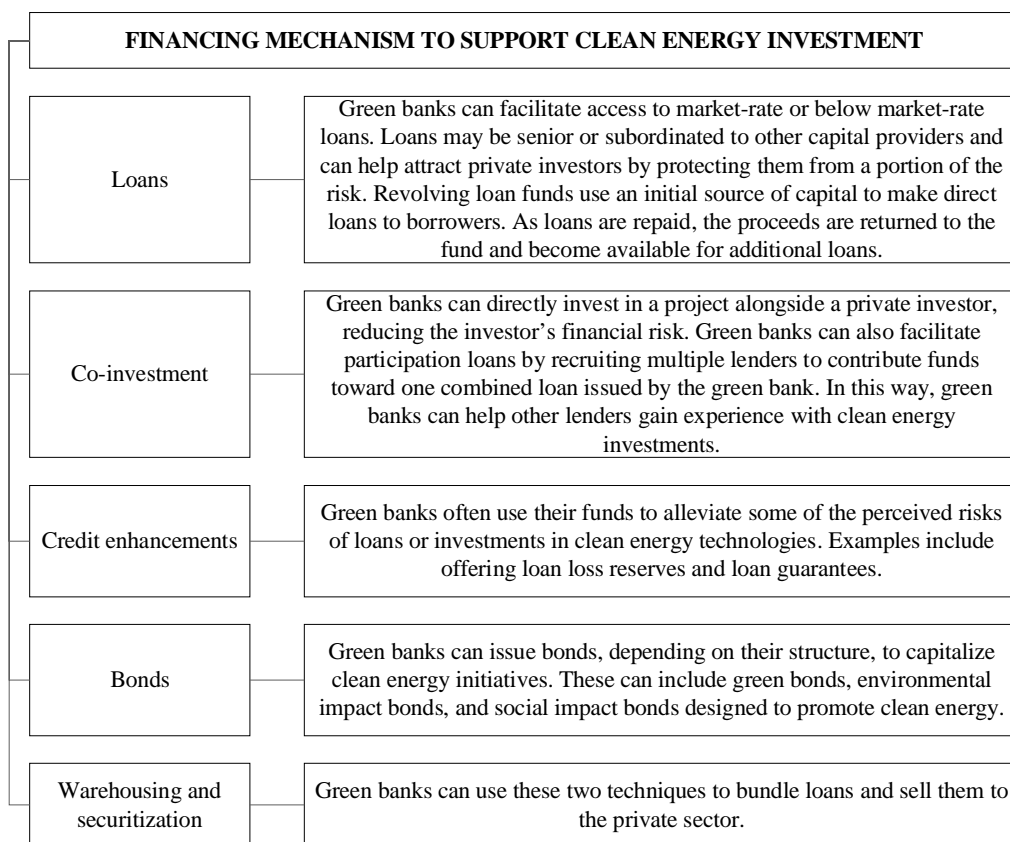 FINANCING MECHANISM TO SUPPORT CLEAN ENERGY INVESTMENT
Loans
Green banks can facilitate access to market-rate or below market-rate
loans. Loans may be senior or subordinated to other capital providers and
can help attract private investors by protecting them from a portion of the
risk. Revolving loan funds use an initial source of capital to make direct
loans to borrowers. As loans are repaid, the proceeds are returned to the
fund and become available for additional loans.
Co-investment
Green banks can directly invest in a project alongside a private investor,
reducing the investor’s financial risk. Green banks can also facilitate
participation loans by recruiting multiple lenders to contribute funds
toward one combined loan issued by the green bank. In this way, green
banks can help other lenders gain experience with clean energy
investments.
Credit enhancements
Green banks often use their funds to alleviate some of the perceived risks
of loans or investments in clean energy technologies. Examples include
offering loan loss reserves and loan guarantees.
Bonds
Green banks can issue bonds, depending on their structure, to capitalize
clean energy initiatives. These can include green bonds, environmental
impact bonds, and social impact bonds designed to promote clean energy.
Warehousing and
securitization
Green banks can use these two techniques to bundle loans and sell them to
the private sector.